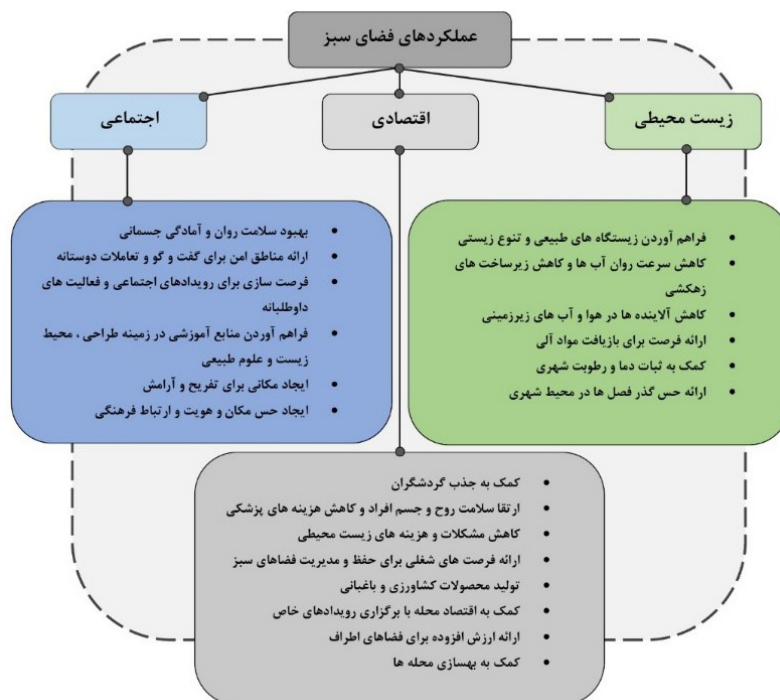 عملکردهای فضای سبز
زیست محیطی
اقتصادی
اجتماعی
• فراهم آوردن زیستگاه های طبیعی و تنوع زیستی
• کاهش سرعت روان آب ها و کاهش زیرساخت های
زهکشی
• کاهش آلاینده ها در هوا و آب های زیرزمینی
• ارائه فرصت برای بازیافت مواد آلی
• کمک به ثبات دما و رطوبت شهری
• ارائه حس گذر فصل ها در محیط شهری
• بهبود سلامت روان و آمادگی جسمانی
• ارائه مناطق امن برای گفت و گو و تعاملات دوستانه
• فرصت سازی برای رویدادهای اجتماعی و فعالیت های
داوطلبانه
• فراهم آوردن منابع آموزشی در زمینه طراحی ، محیط
زیست و علوم طبیعی
• ایجاد مکانی برای تفریح و آرامش
• ایجاد حس مکان و هویت و ارتباط فرهنگی
• کمک به جذب گردشگران
• ارتقا سلامت روح و جسم افراد و کاهش هزینه های پزشکی
• کاهش مشکلات و هزینه های زیست محیطی
• ارائه فرصت های شغلی برای حفظ و مدیریت فضاهای سبز
• تولید محصولات کشاورزی و باغبانی
• کمک به اقتصاد محله با برگزاری رویدادهای خاص
• ارائه ارزش افزوده برای فضاهای اطراف
• کمک به بهسازی محله ها